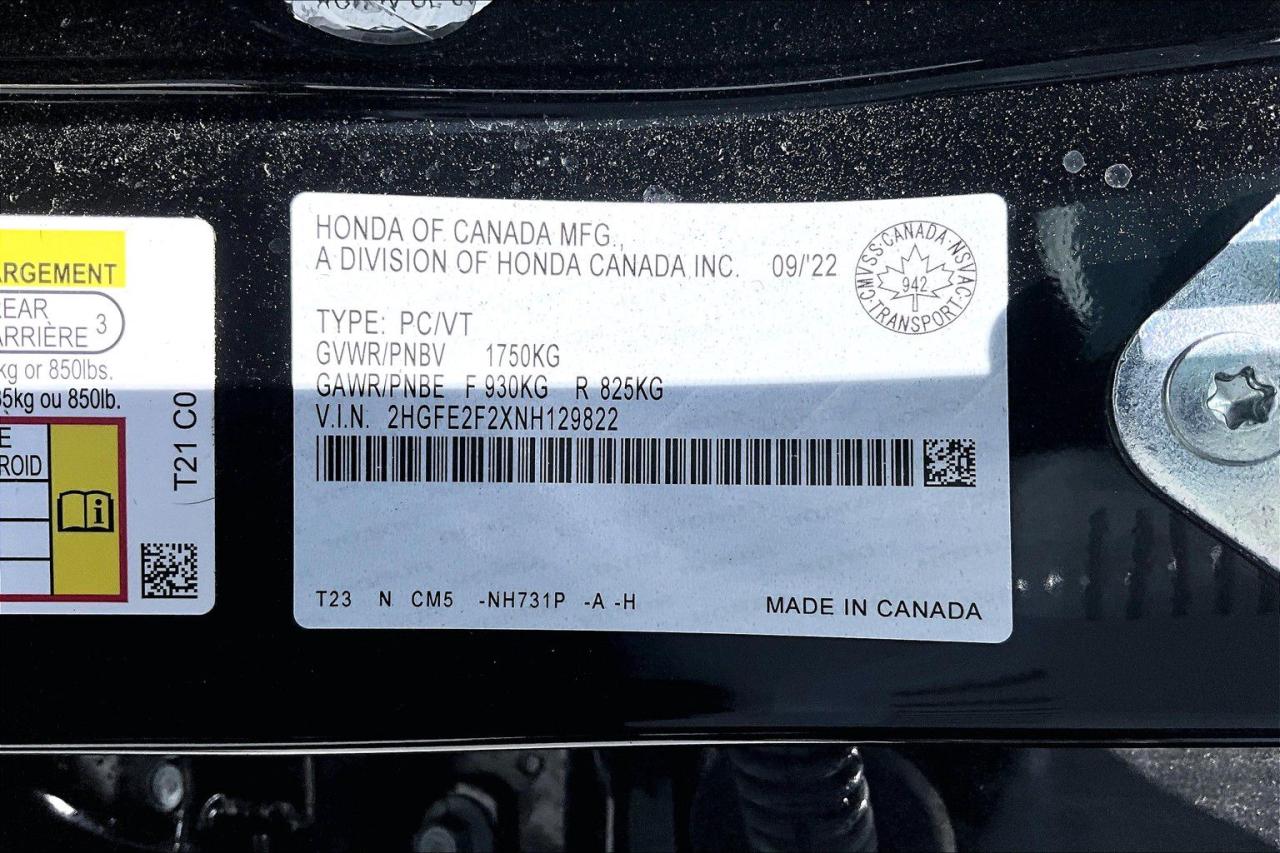 ARGEMENT
REAR
ARRIÈRE 3
kg or 850lbs.
5kg ou 850lb.
E
ROID
i
T21 C0
HONDA OF CANADA MFG.,
A DIVISION OF HONDA CANADA INC. 09/'22
CMVSS·CANADA·NSVAC·TRANSPORT·
942
TYPE: PC/VT
GVWR/PNBV 1750KG
GAWR/PNBE F 930KG R 825KG
V.I.N. 2HGFE2F2XNH129822
T23 N CM5 -NH731P -A -H
MADE IN CANADA